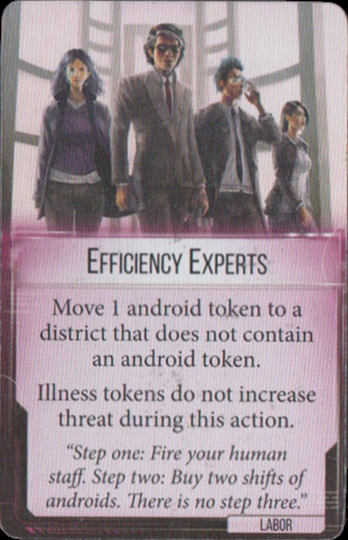 EFFICIENCY EXPERTS
Move 1 android token to a
district that does not contain
an android token.
Illness tokens do not increase
threat during this action.
"Step one: Fire your human
staff. Step two: Buy two shifts of
androids. There is no step three."
LABOR